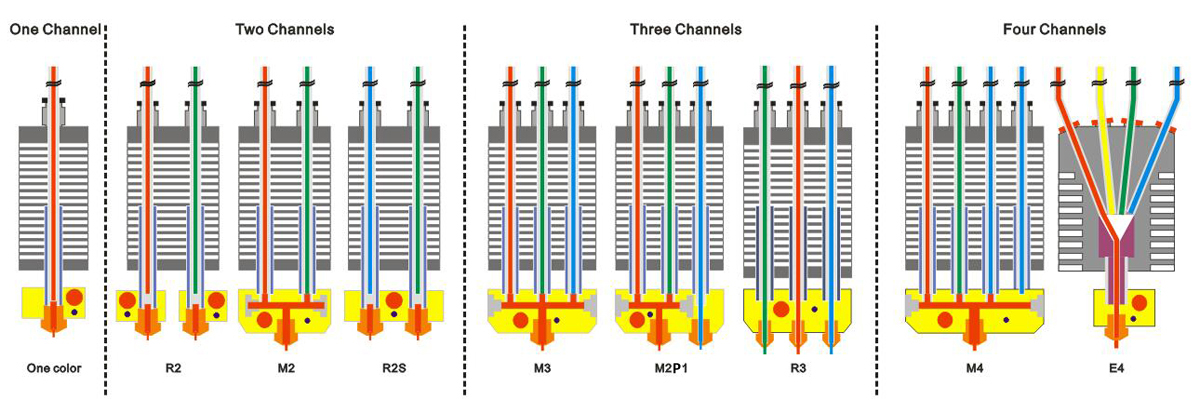 One Channel
Two Channels
Three Channels
Four Channels
One color
R2
M2
R2S
M3
M2P1
R3
M4
E4